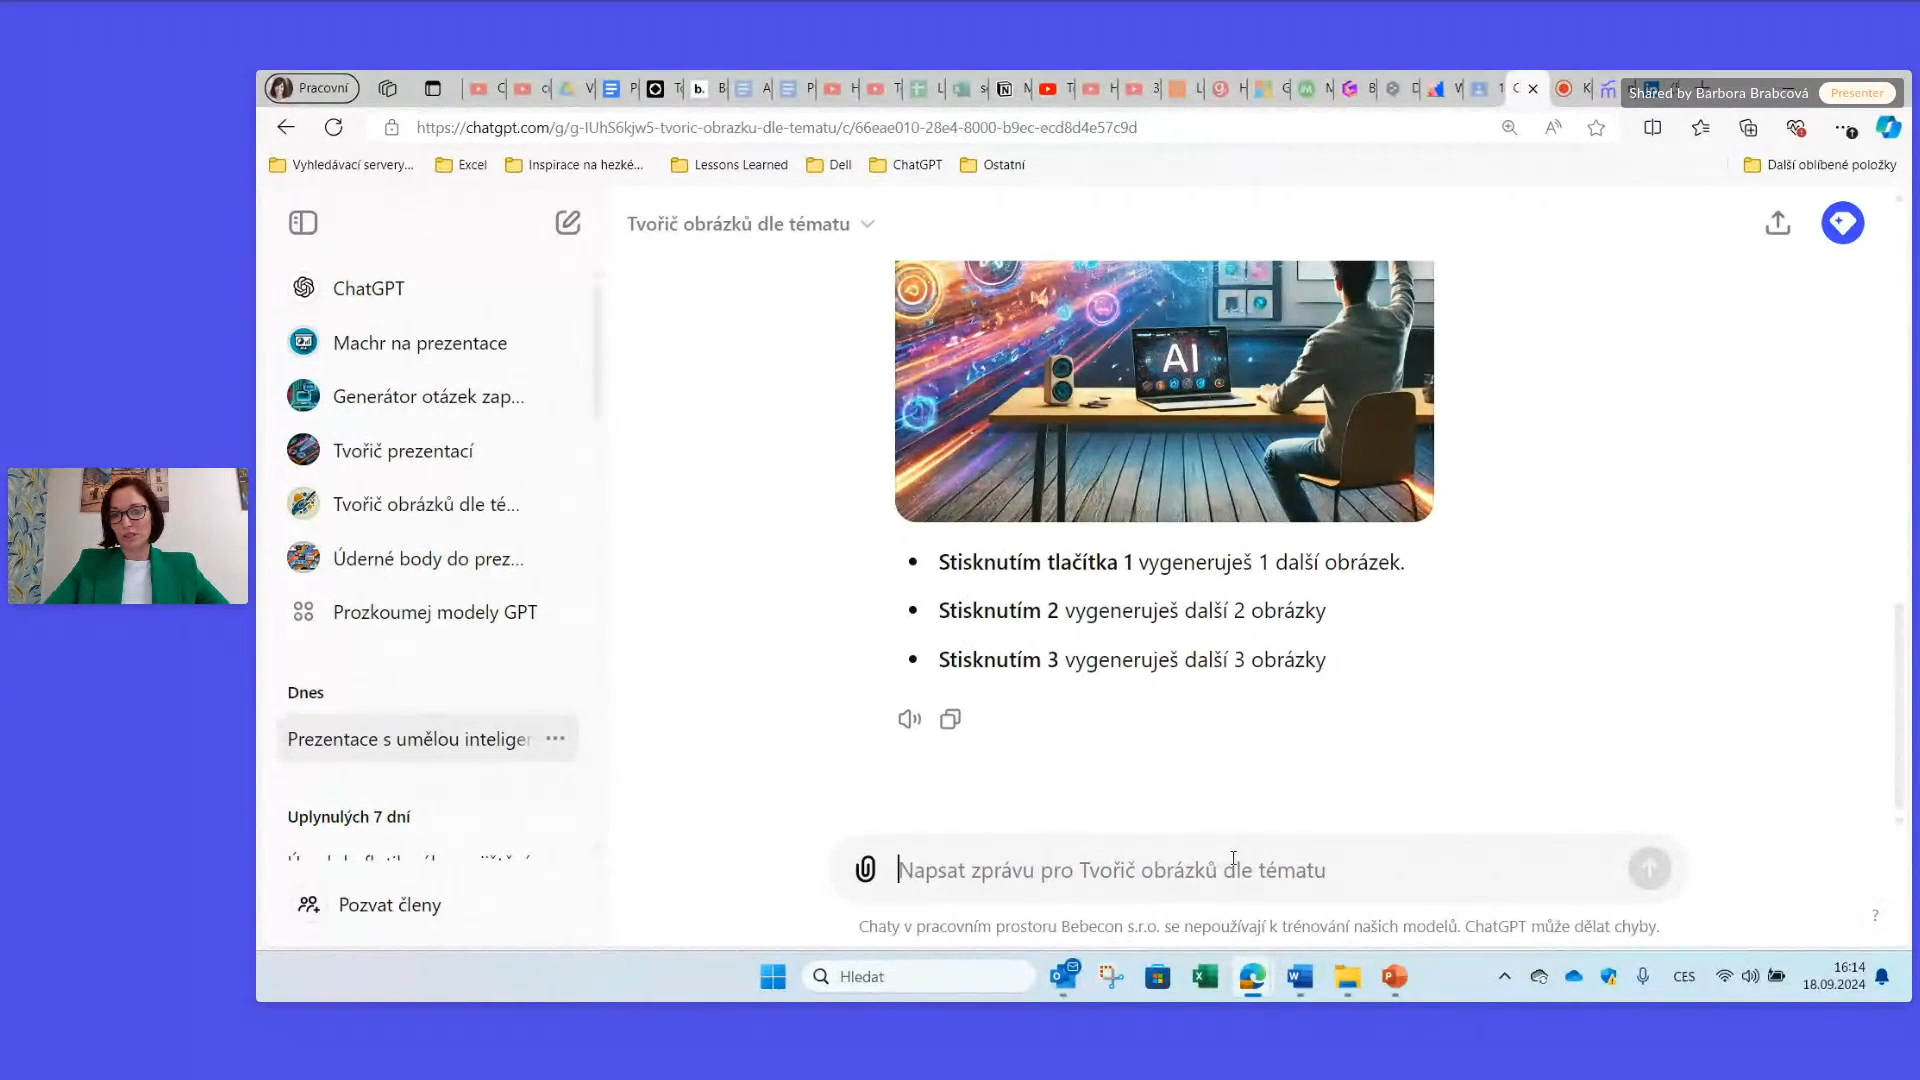 Pracovní
Shared by Barbora Brabcová
Presenter
https://chatgpt.com/g/g-IUhS6kjw5-tvoric-obrazku-dle-tematu/c/66eae010-28e4-8000-b9ec-ecd8d4e57c9d
Vyhledávací servery...
Excel
Inspirace na hezké...
Lessons Learned
Dell
ChatGPT
Ostatní
Další oblíbené položky
Tvořič obrázků dle tématu
ChatGPT
Machr na prezentace
Generátor otázek zap...
Tvořič prezentací
Tvořič obrázků dle té...
Úderné body do prez...
Prozkoumej modely GPT
Dnes
Prezentace s umělou inteligen
Uplynulých 7 dní
Pozvat členy
AI
Stisknutím tlačítka 1 vygeneruješ 1 další obrázek.
Stisknutím 2 vygeneruješ další 2 obrázky
Stisknutím 3 vygeneruješ další 3 obrázky
Napsat zprávu pro Tvořič obrázků dle tématu
Chaty v pracovním prostoru Bebecon s.r.o. se nepoužívají k trénování našich modelů. ChatGPT může dělat chyby.
?
Hledat
CES
16:14
18.09.2024